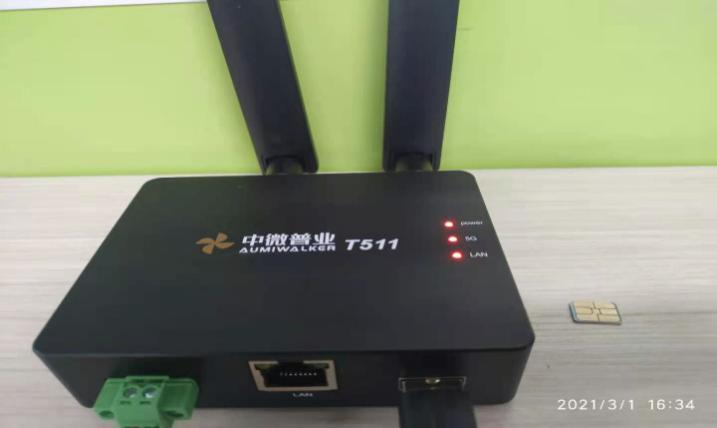 中微普业 T511
AUMIWALKER
power
5G
LAN
LAN
2021/3/1 16:34